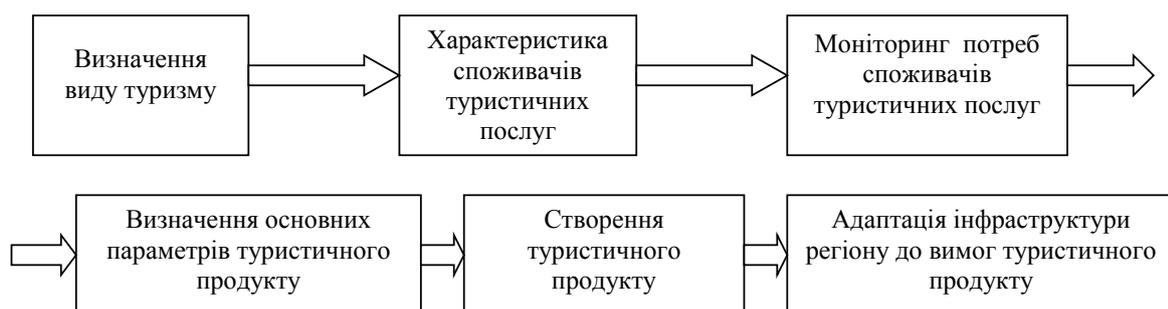 Визначення
виду туризму
Характеристика
споживачів
туристичних
послуг
Моніторинг потреб
споживачів
туристичних послуг
Визначення основних
параметрів туристичного
продукту
Створення
туристичного
продукту
Адаптація інфраструктури
регіону до вимог туристичного
продукту